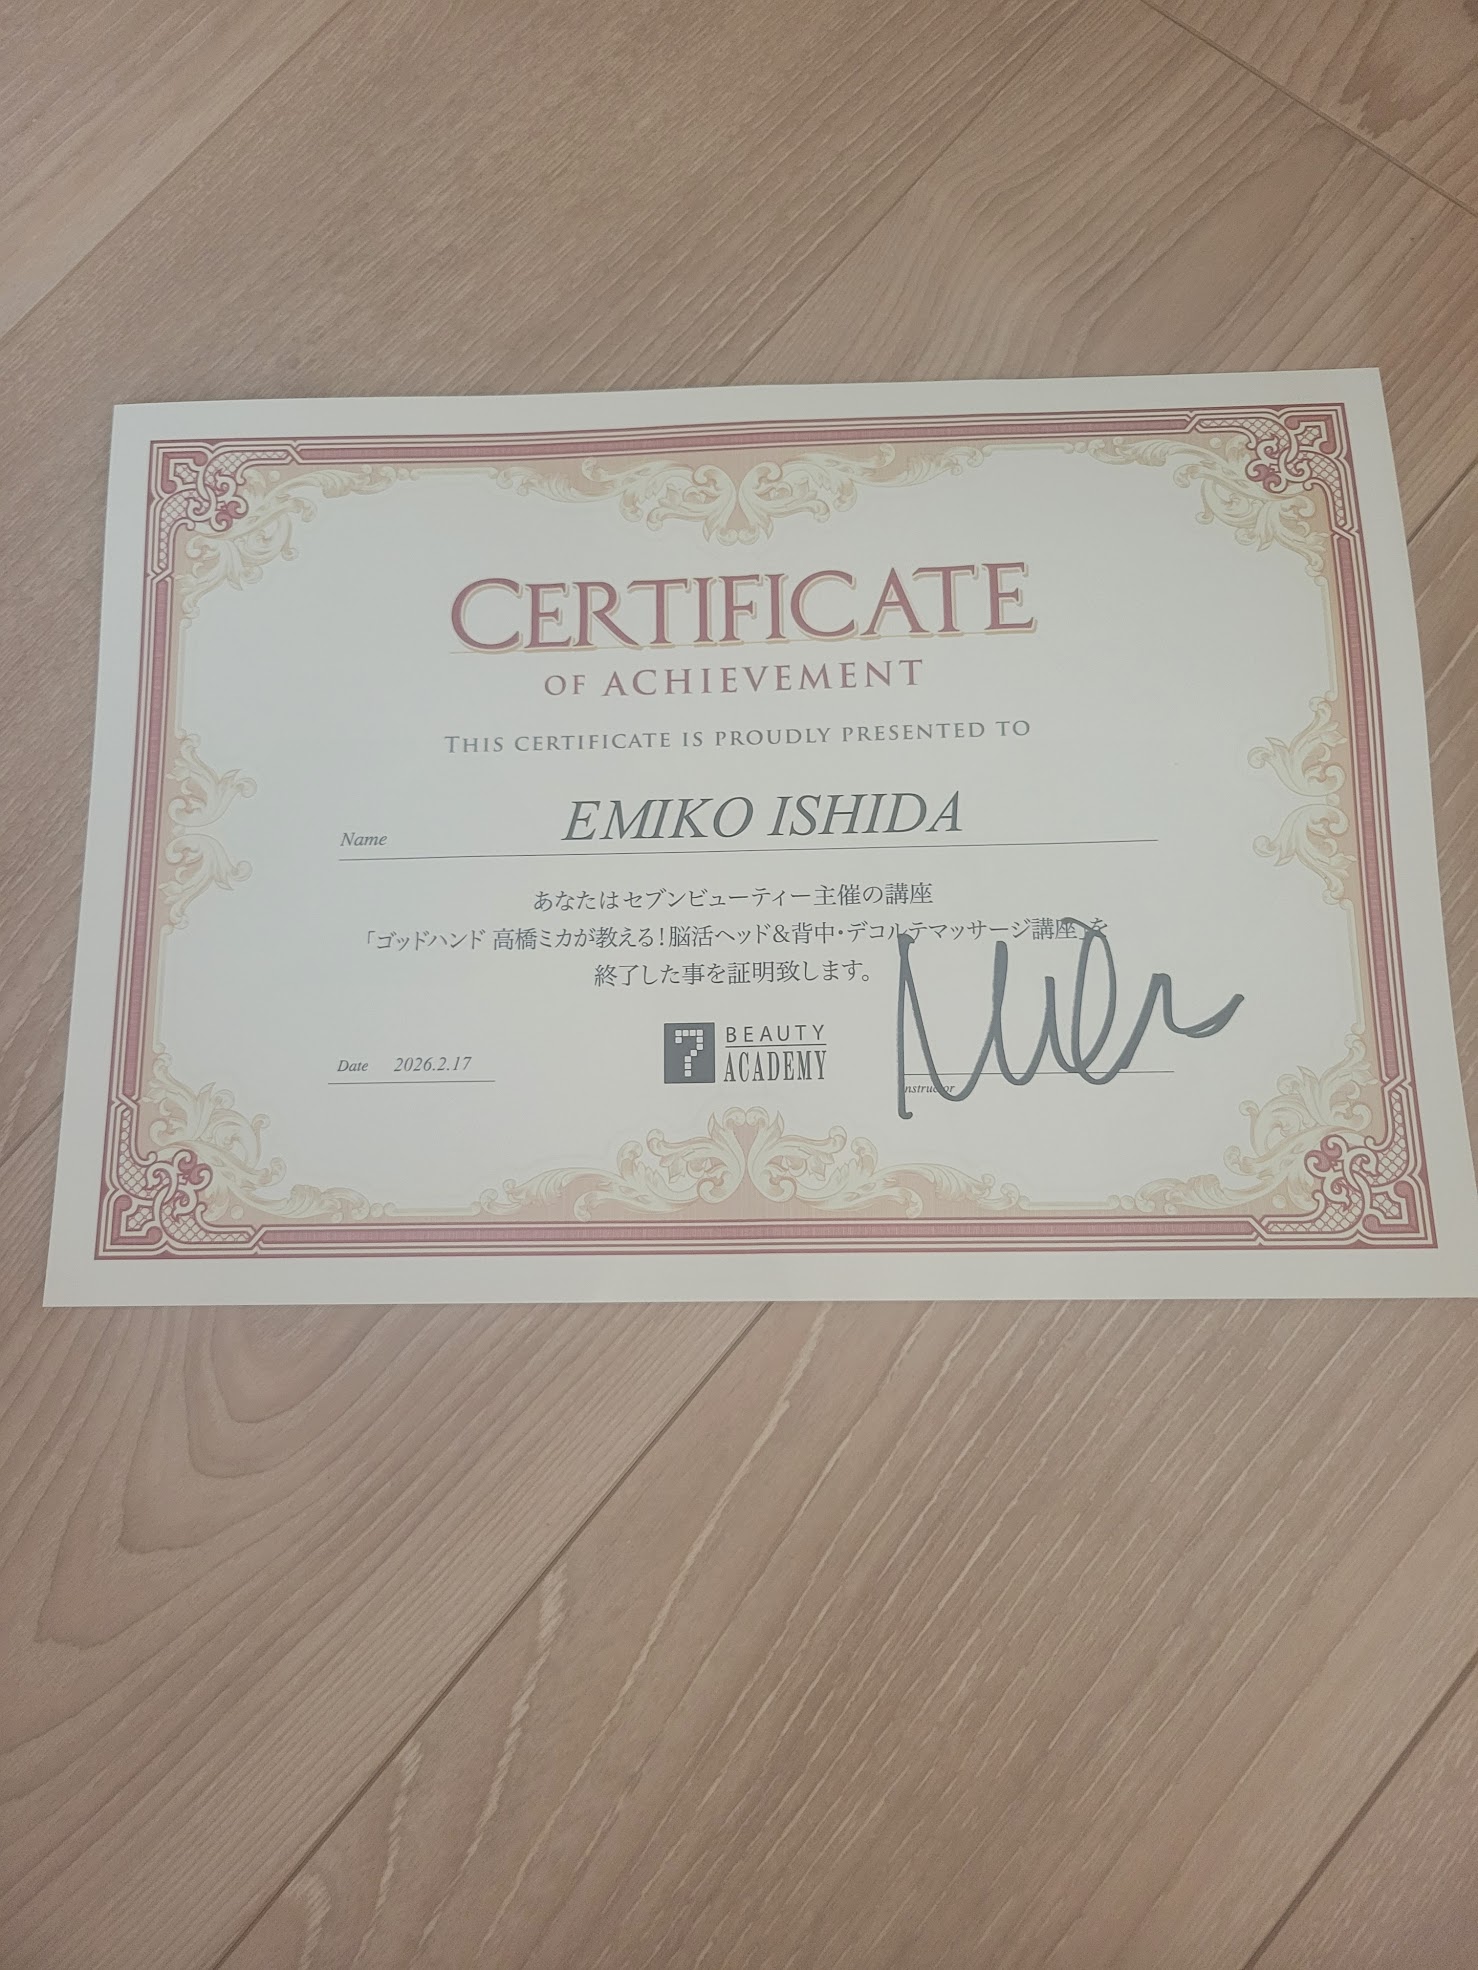 CERTIFICATE
OF ACHIEVEMENT
THIS CERTIFICATE IS PROUDLY PRESENTED TO
Name EMIKO ISHIDA
あなたはセブンビューティー主催の講座
「ゴッドハンド 高橋ミカが教える!脳活ヘッド&背中・デコルテマッサージ講座」を
終了した事を証明致します。
Date 2026.2.17
7 BEAUTY
ACADEMY
Instructor